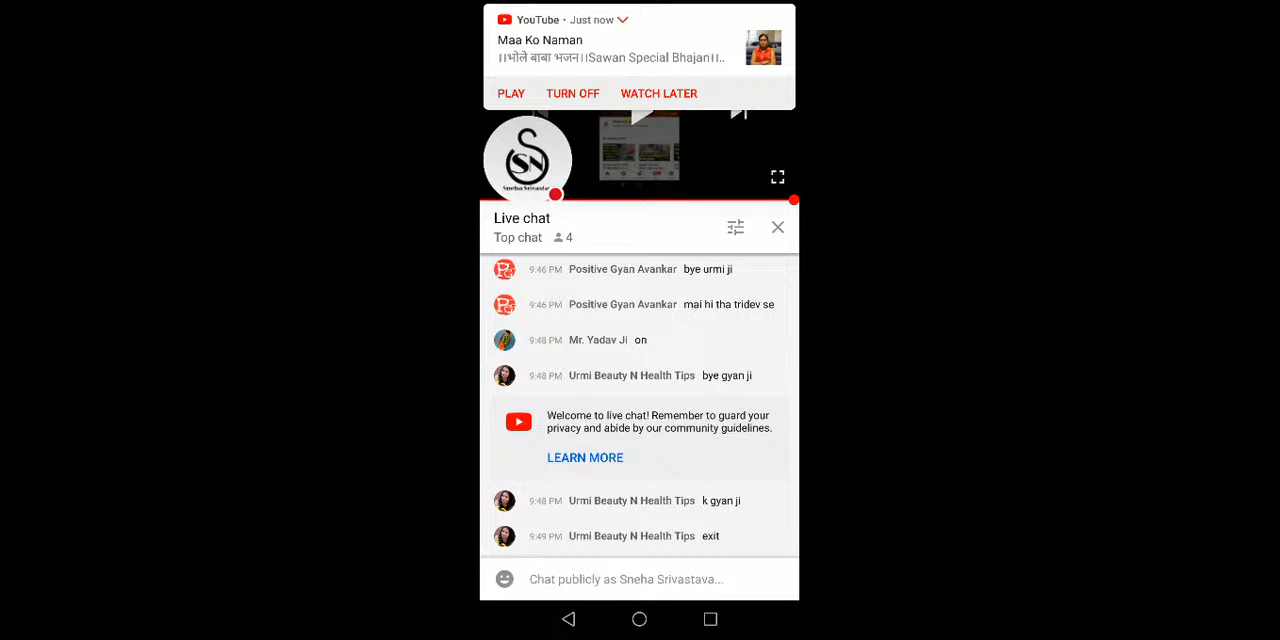 YouTube • Just now
Maa Ko Naman
।।भोले बाबा भजन।।Sawan Special Bhajan।।..
PLAY TURN OFF WATCH LATER
SN
Sneha Srivastava
Live chat
Top chat 4
9:46 PM Positive Gyan Avankar bye urmi ji
9:46 PM Positive Gyan Avankar mai hi tha tridev se
9:48 PM Mr. Yadav Ji on
9:48 PM Urmi Beauty N Health Tips bye gyan ji
Welcome to live chat! Remember to guard your
privacy and abide by our community guidelines.
LEARN MORE
9:48 PM Urmi Beauty N Health Tips k gyan ji
9:49 PM Urmi Beauty N Health Tips exit
Chat publicly as Sneha Srivastava...